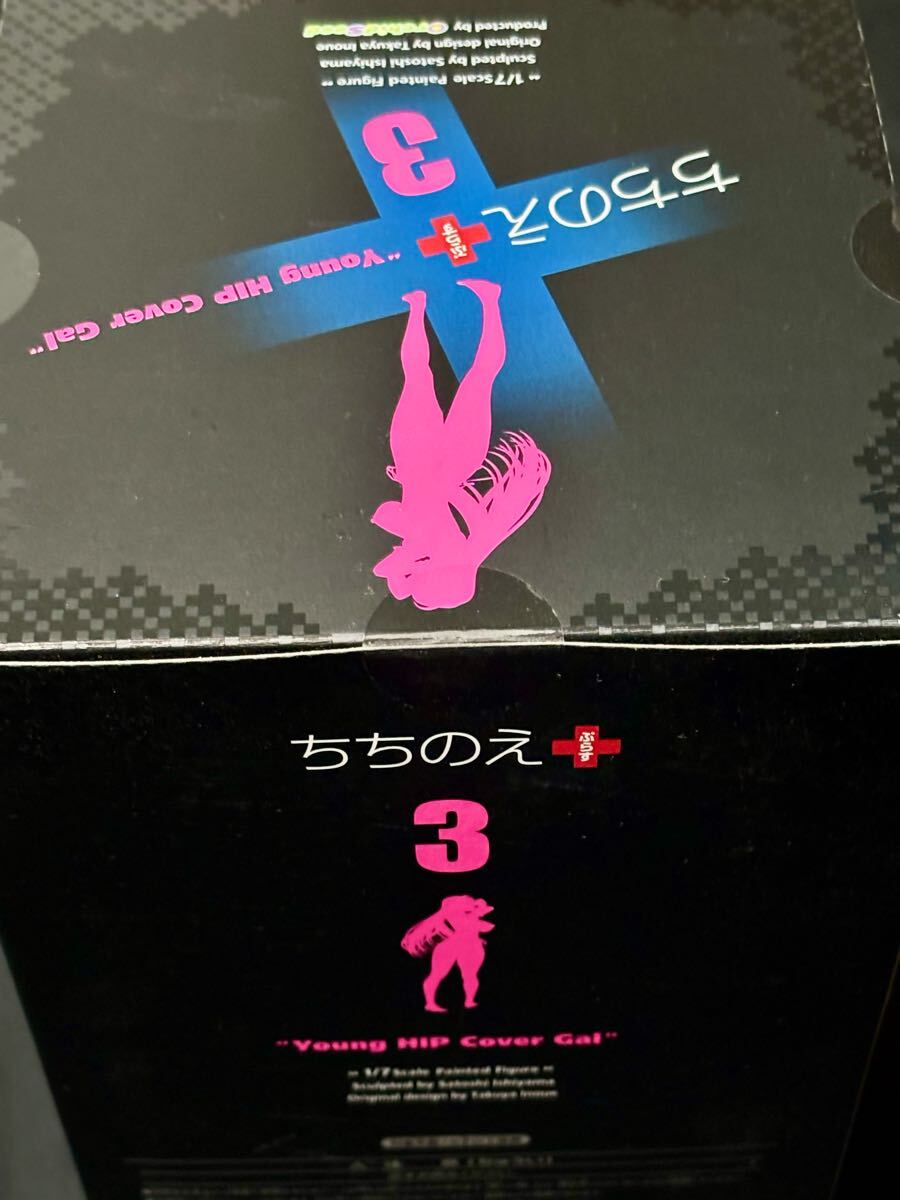 ちちのえ
ぷらす
3
"Young HIP Cover Gal"
" 1/7 Scale Painted Figure "
Sculpted by Satoshi Ishiyama
Original design by Takuya Inoue
Producted by OrchidSeed
ちちのえ
ぷらす
3
"Young HIP Cover Gal"
" 1/7 Scale Painted Figure "
Sculpted by Satoshi Ishiyama
Original design by Takuya Inoue